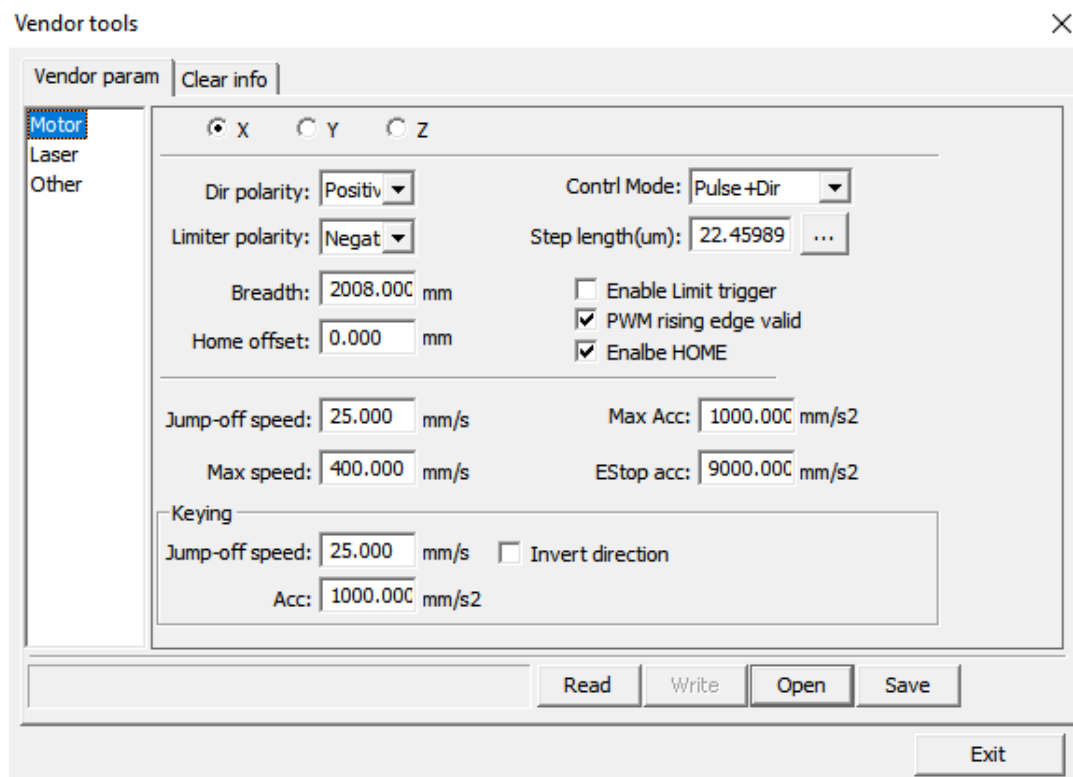 Vendor tools
Vendor param Clear info
Motor
Laser
Other
X Y Z
Dir polarity: Positiv Contrl Mode: Pulse+Dir
Limiter polarity: Negat Step length(um): 22.45989 ...
Breadth: 2008.000 mm Enable Limit trigger
PWM rising edge valid
Home offset: 0.000 mm Enalbe HOME
Jump-off speed: 25.000 mm/s Max Acc: 1000.000 mm/s2
Max speed: 400.000 mm/s EStop acc: 9000.000 mm/s2
Keying
Jump-off speed: 25.000 mm/s Invert direction
Acc: 1000.000 mm/s2
Read Write Open Save
Exit